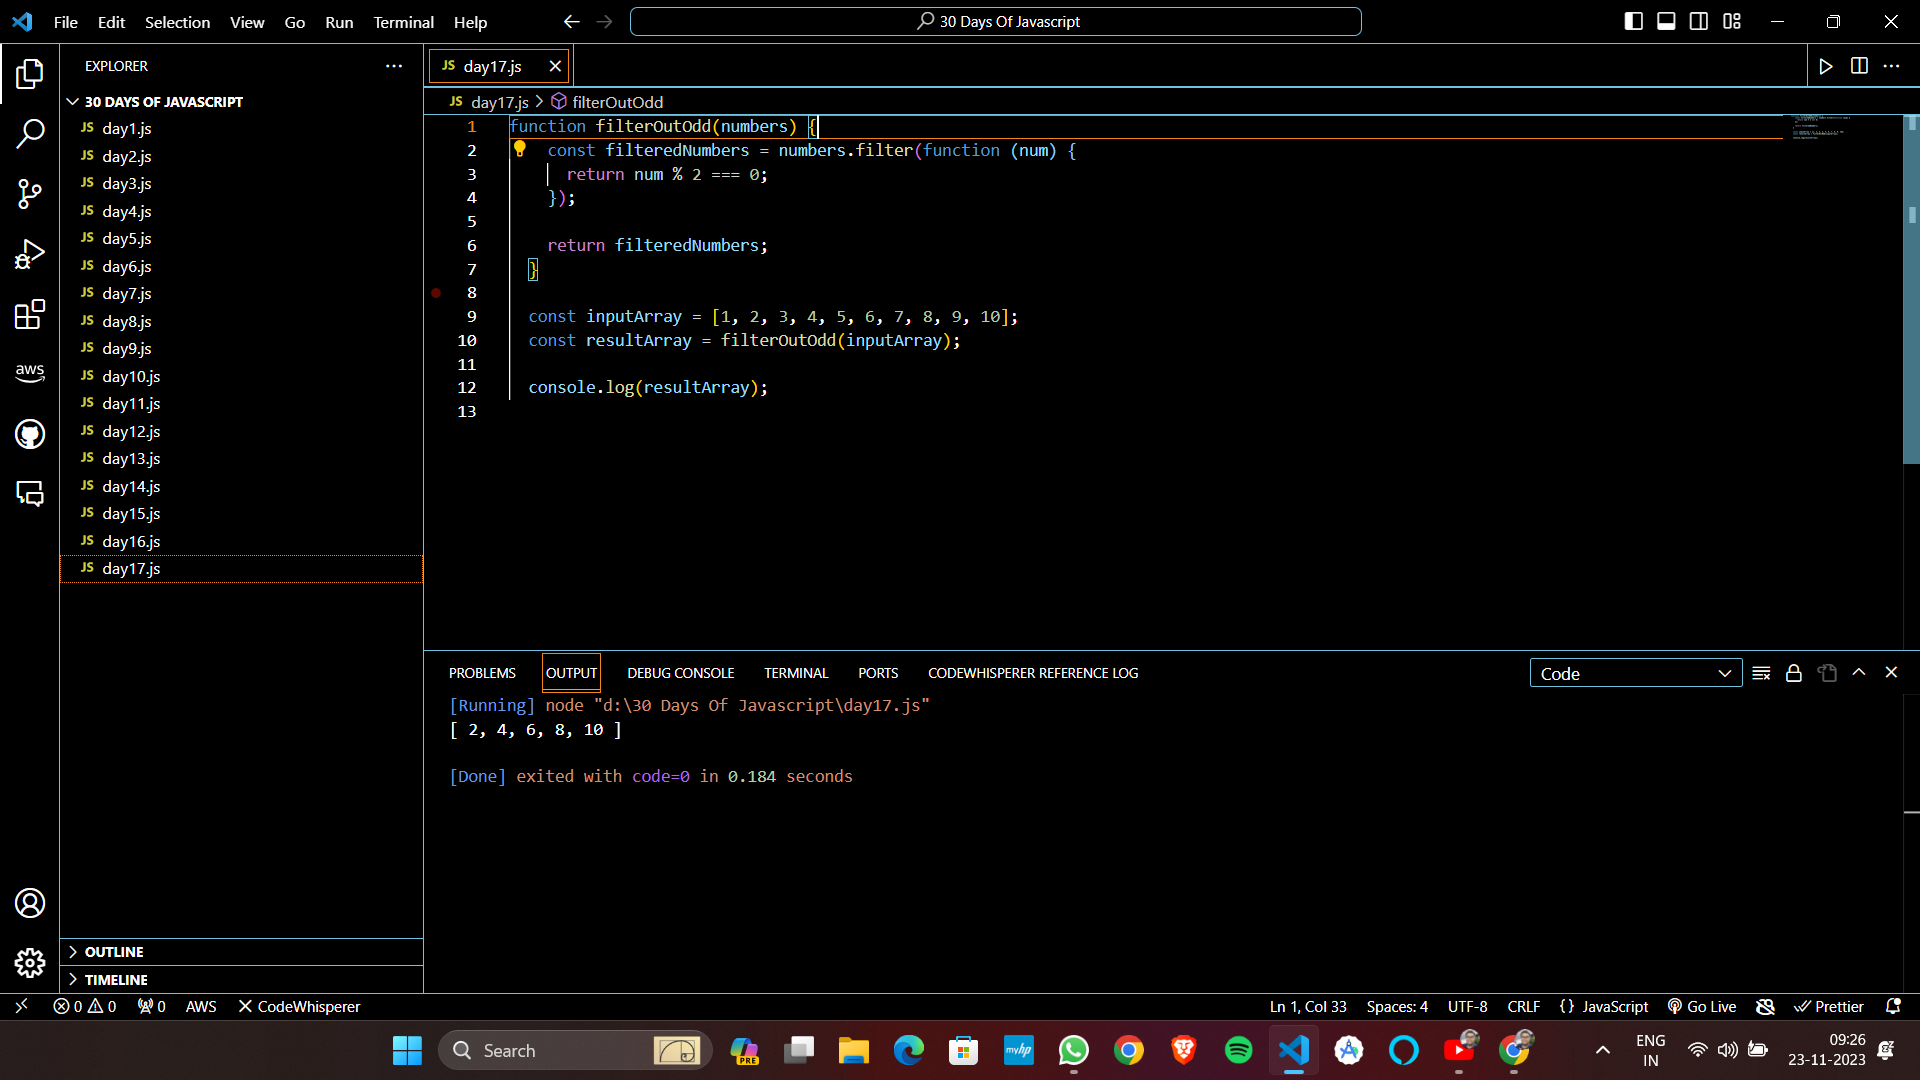 File Edit Selection View Go Run Terminal Help
30 Days Of Javascript
EXPLORER
30 DAYS OF JAVASCRIPT
JS day1.js
JS day2.js
JS day3.js
JS day4.js
JS day5.js
JS day6.js
JS day7.js
JS day8.js
JS day9.js
JS day10.js
JS day11.js
JS day12.js
JS day13.js
JS day14.js
JS day15.js
JS day16.js
JS day17.js
OUTLINE
TIMELINE
aws
JS day17.js
JS day17.js > filterOutOdd
1 function filterOutOdd(numbers) {
2 const filteredNumbers = numbers.filter(function (num) {
3 return num % 2 === 0;
4 });
5
6 return filteredNumbers;
7 }
8
9 const inputArray = [1, 2, 3, 4, 5, 6, 7, 8, 9, 10];
10 const resultArray = filterOutOdd(inputArray);
11
12 console.log(resultArray);
13
PROBLEMS OUTPUT DEBUG CONSOLE TERMINAL PORTS CODEWHISPERER REFERENCE LOG
Code
[Running] node "d:\30 Days Of Javascript\day17.js"
[ 2, 4, 6, 8, 10 ]
[Done] exited with code=0 in 0.184 seconds
0 0 0 AWS CodeWhisperer
Ln 1, Col 33 Spaces: 4 UTF-8 CRLF {} JavaScript Go Live Prettier
Search
PRE
myhp
ENG
IN
09:26
23-11-2023